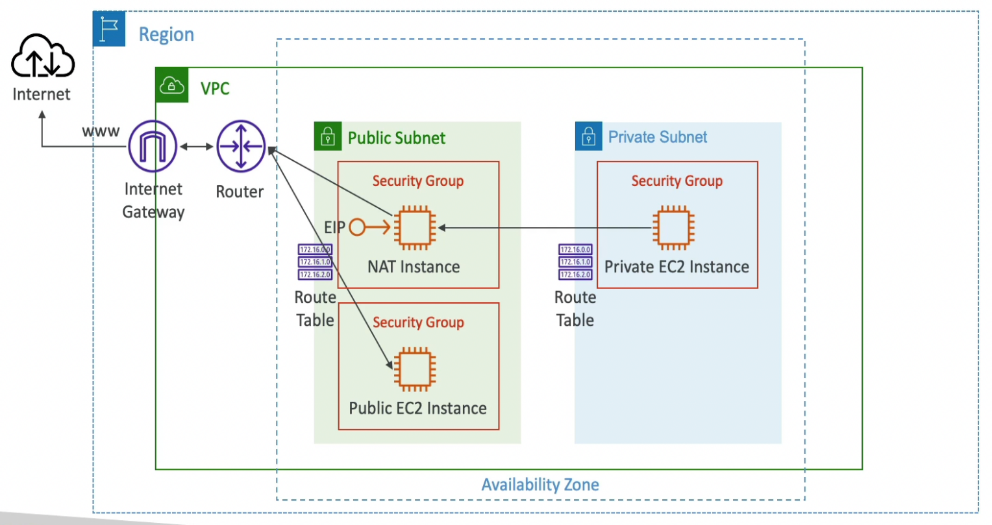 Region
Internet
VPC
www
Internet
Gateway
Router
Public Subnet
Security Group
EIP
NAT Instance
172.16.0.0
172.16.1.0
172.16.2.0
Route
Table
Security Group
Public EC2 Instance
Private Subnet
Security Group
Private EC2 Instance
172.16.0.0
172.16.1.0
172.16.2.0
Route
Table
Availability Zone